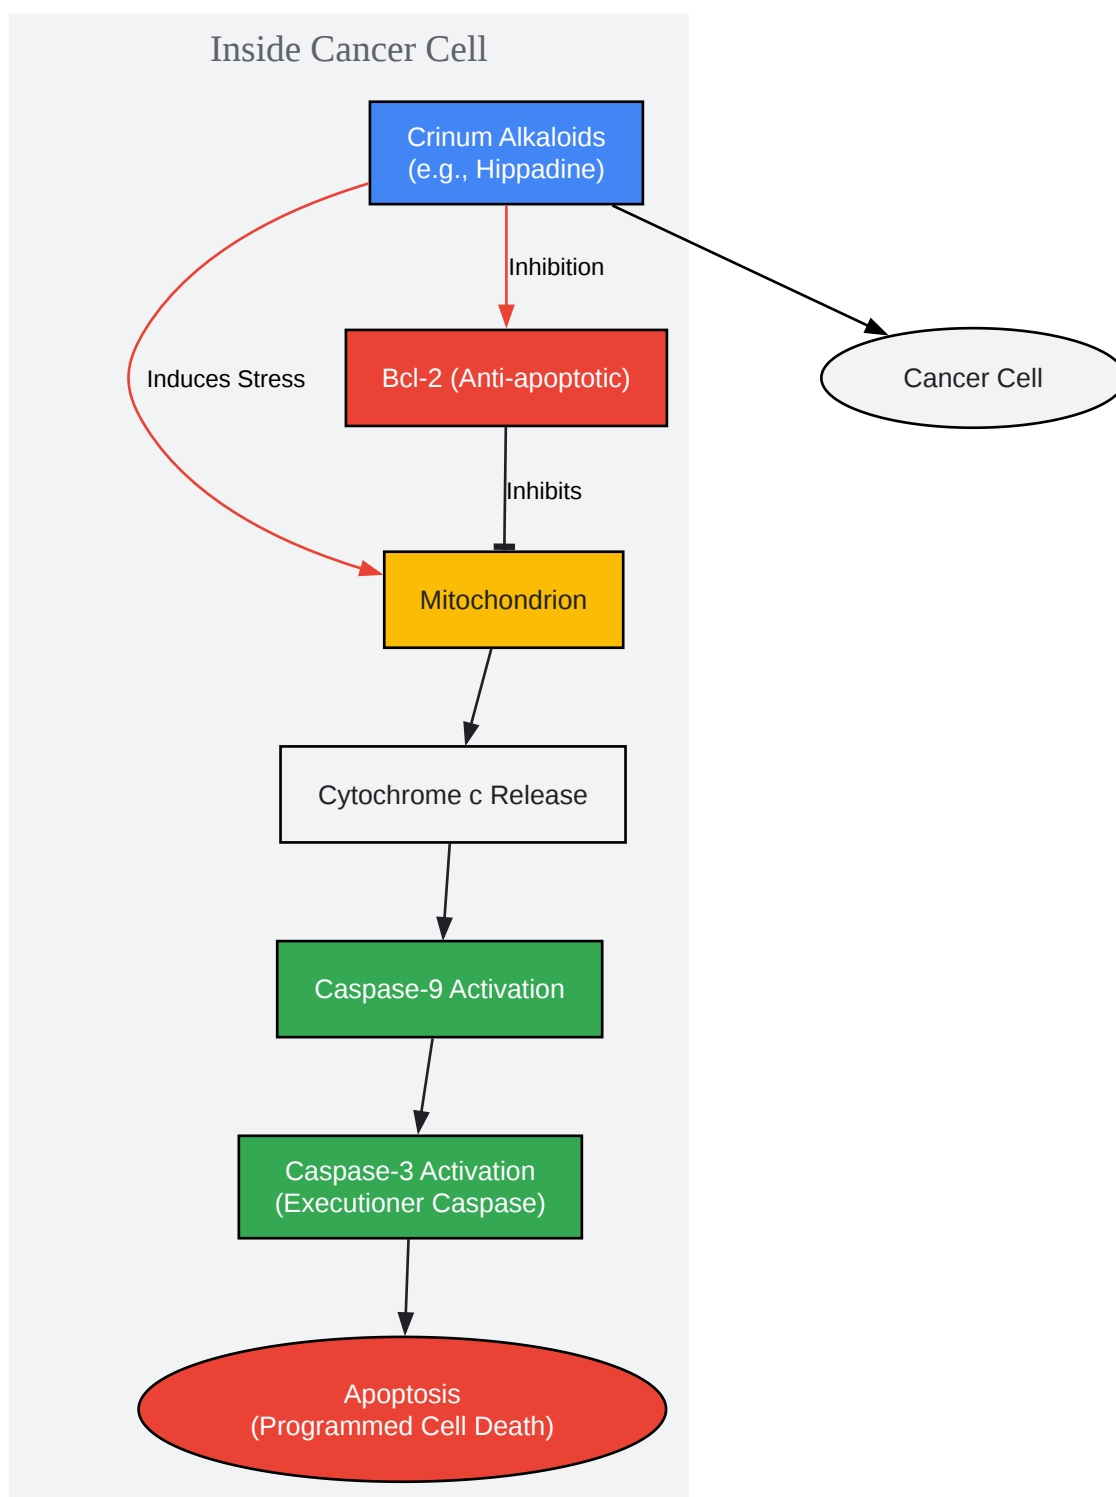 Inside Cancer Cell
Crinum Alkaloids
(e.g., Hippadine)
Inhibition
Induces Stress
Bcl-2 (Anti-apoptotic)
Cancer Cell
Inhibits
Mitochondrion
Cytochrome c Release
Caspase-9 Activation
Caspase-3 Activation
(Executioner Caspase)
Apoptosis
(Programmed Cell Death)